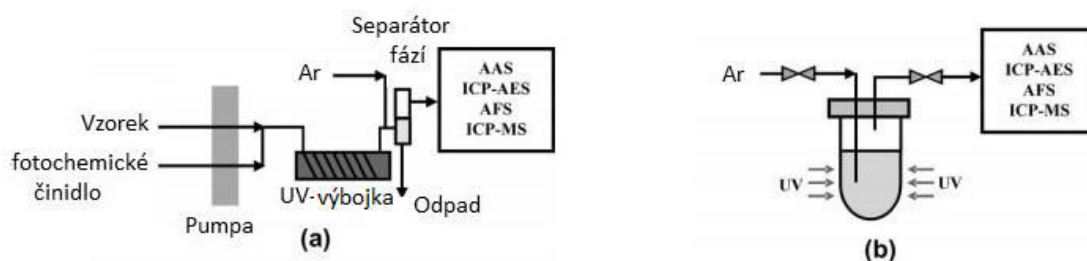 Separátor
fází
Ar
Vzorek
fotochemické
činidlo
Pumpa
UV-výbojka
Odpad
AAS
ICP-AES
AFS
ICP-MS
(a)
Ar
UV
UV
AAS
ICP-AES
AFS
ICP-MS
(b)